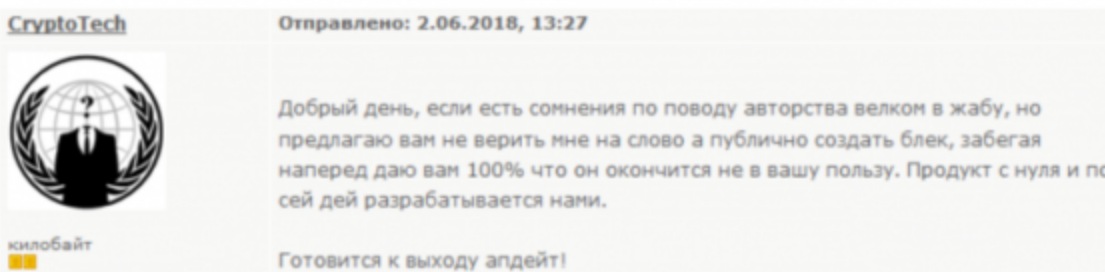 CryptoTech
Отправлено: 2.06.2018, 13:27
?
Добрый день, если есть сомнения по поводу авторства велком в жабу, но
предлагаю вам не верить мне на слово а публично создать блек, забегая
наперед даю вам 100% что он окончится не в вашу пользу. Продукт с нуля и по
сей дей разрабатывается нами.
килобайт
Готовится к выходу апдейт!